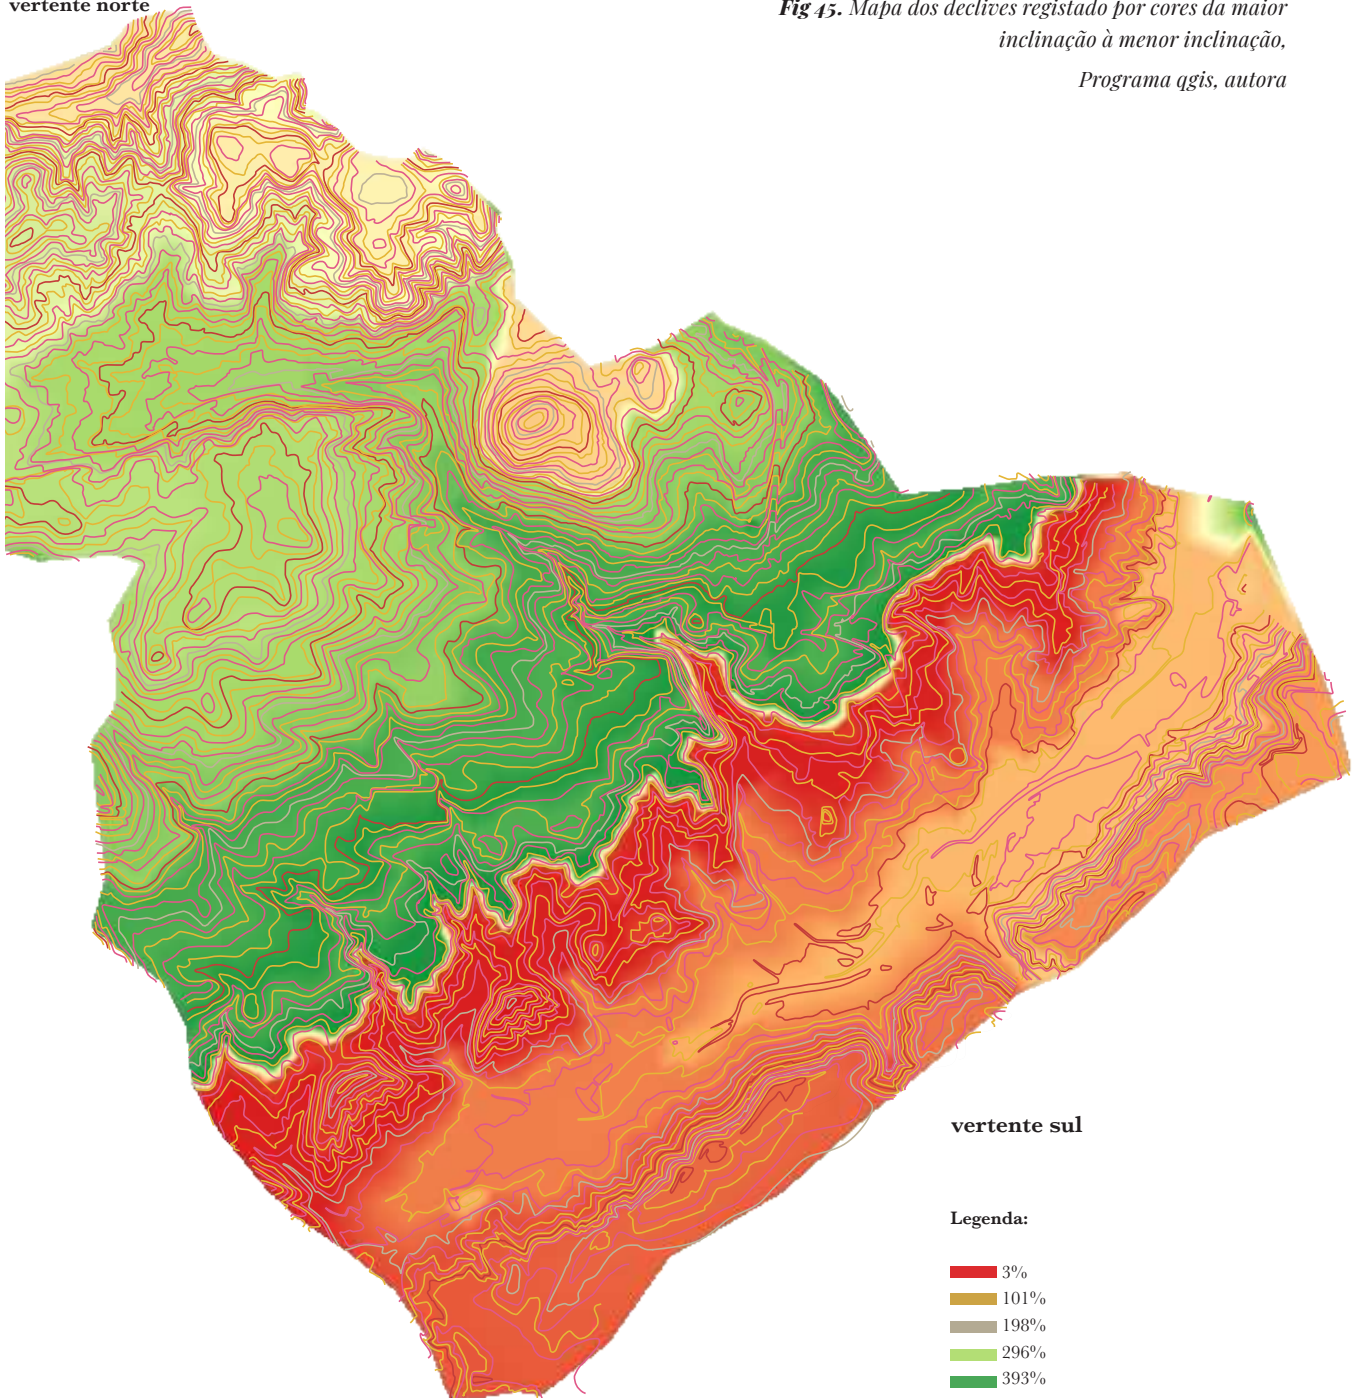 vertente norte
Fig 45. Mapa dos declives registado por cores da maior
inclinação à menor inclinação,
Programa qgis, autora
vertente sul
Legenda:
3%
101%
198%
296%
393%